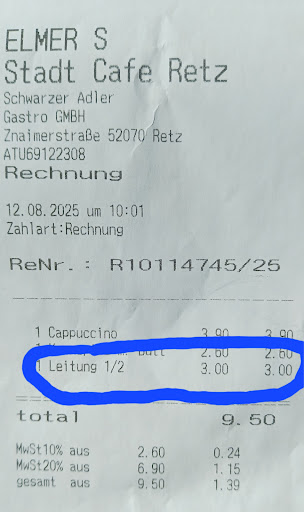 ELMER S
Stadt Cafe Retz
Schwarzer Adler
Gastro GMBH
Znaimerstraße 52070 Retz
ATU69122308
Rechnung
12.08.2025 um 10:01
Zahlart:Rechnung
ReNr.: R10114745/25
1 Cappuccino 3.90 3.90
1 2.60 2.60
1 Leitung 1/2 3.00 3.00
total 9.50
MwSt10% aus 2.60 0.24
MwSt20% aus 6.90 1.15
gesamt aus 9.50 1.39